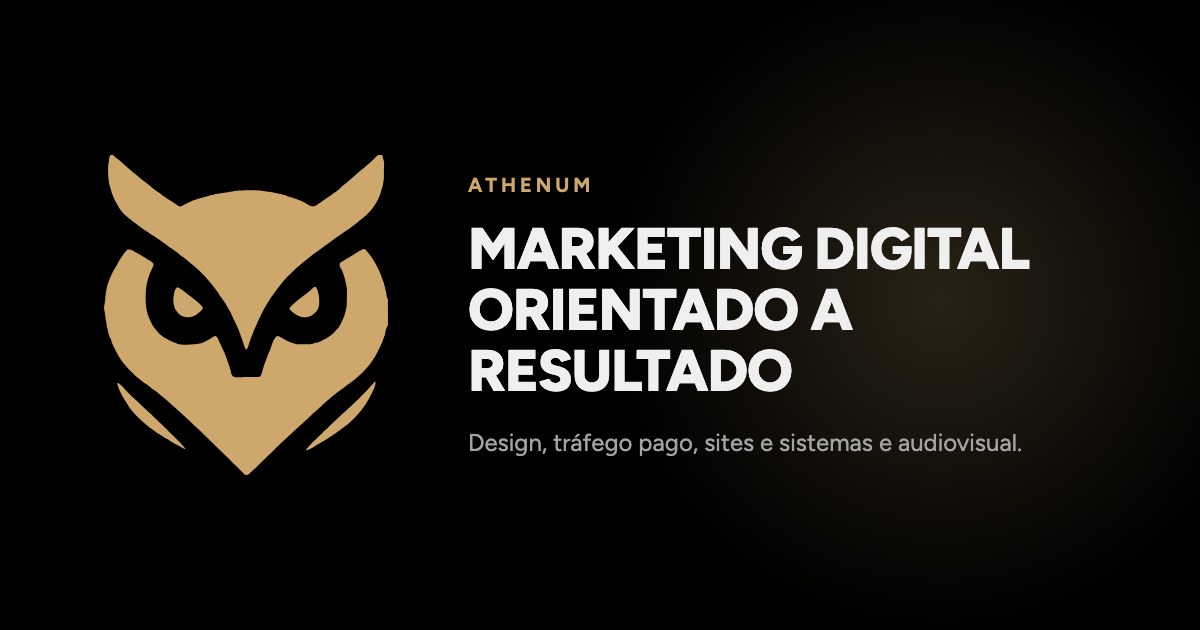 ATHENUM
MARKETING DIGITAL
ORIENTADO A
RESULTADO
Design, tráfego pago, sites e sistemas e audiovisual.